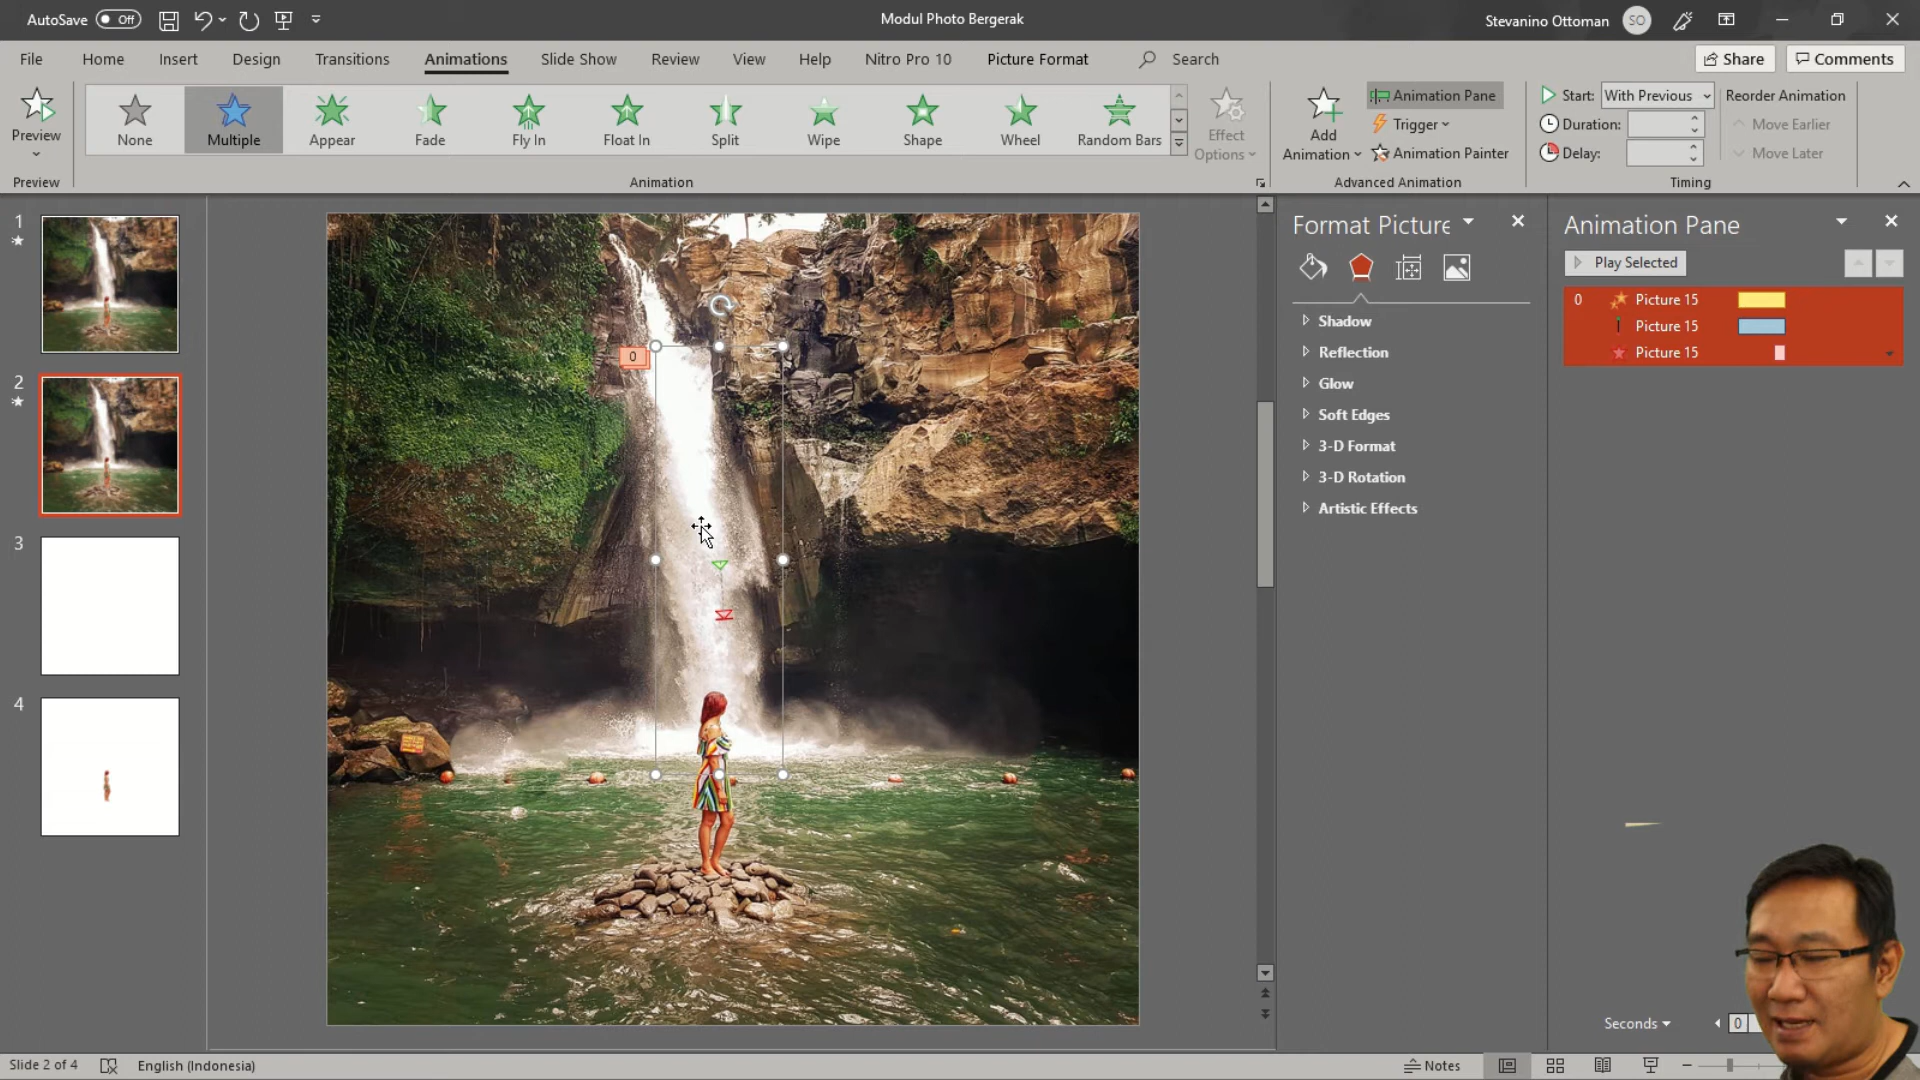 AutoSave Off
Modul Photo Bergerak
Stevanino Ottoman SO
File Home Insert Design Transitions Animations Slide Show Review View Help Nitro Pro 10 Picture Format Search
Share Comments
Preview
Preview
None Multiple Appear Fade Fly In Float In Split Wipe Shape Wheel Random Bars
Animation
Effect Options
Add Animation
Animation Pane
Trigger
Animation Painter
Advanced Animation
Start: With Previous
Duration:
Delay:
Reorder Animation
Move Earlier
Move Later
Timing
1
2
3
4
0
Format Picture
Shadow
Reflection
Glow
Soft Edges
3-D Format
3-D Rotation
Artistic Effects
Animation Pane
Play Selected
0 Picture 15
Picture 15
Picture 15
Seconds 0
Slide 2 of 4
English (Indonesia)
Notes